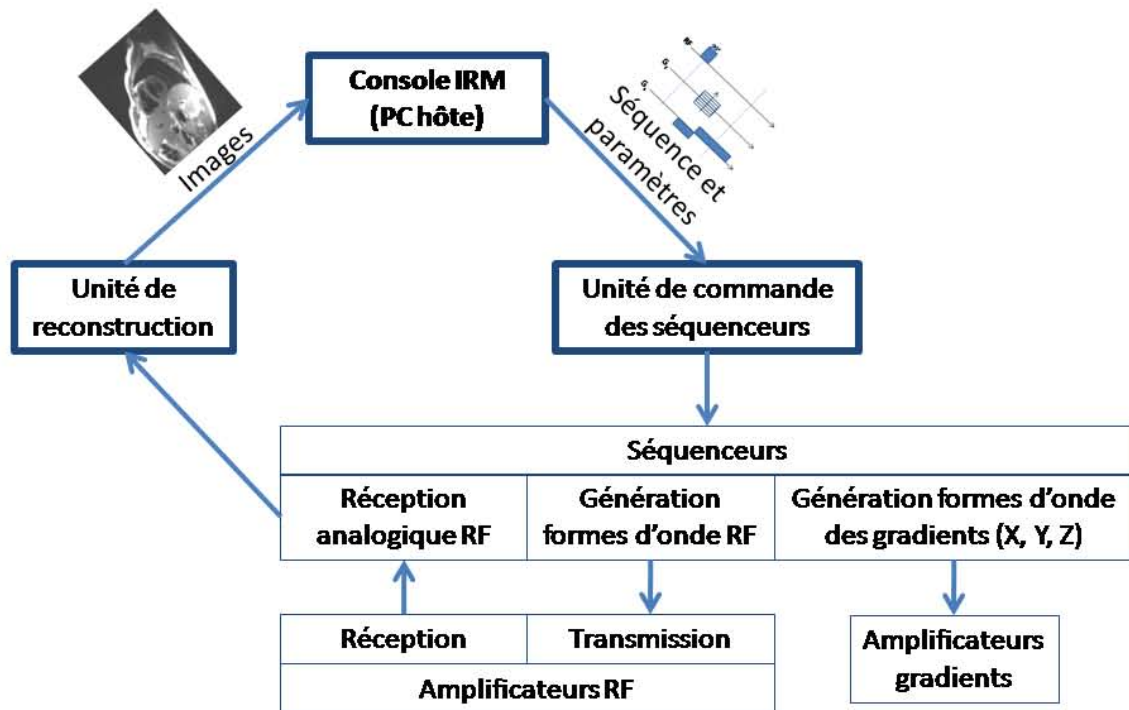 Console IRM
(PC hôte)
Images
Séquence et
paramètres
Unité de
reconstruction
Unité de commande
des séquenceurs
Séquenceurs
Réception
analogique RF
Génération
formes d'onde RF
Génération formes d'onde
des gradients (X, Y, Z)
Réception
Transmission
Amplificateurs RF
Amplificateurs
gradients